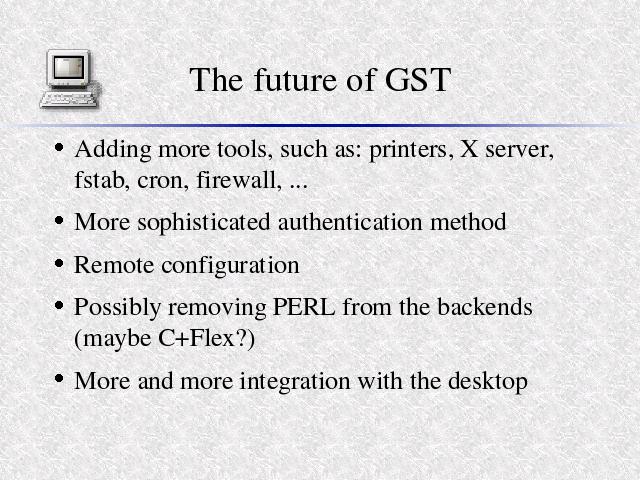 The future of GST
• Adding more tools, such as: printers, X server,
fstab, cron, firewall, ...
• More sophisticated authentication method
• Remote configuration
• Possibly removing PERL from the backends
(maybe C+Flex?)
• More and more integration with the desktop